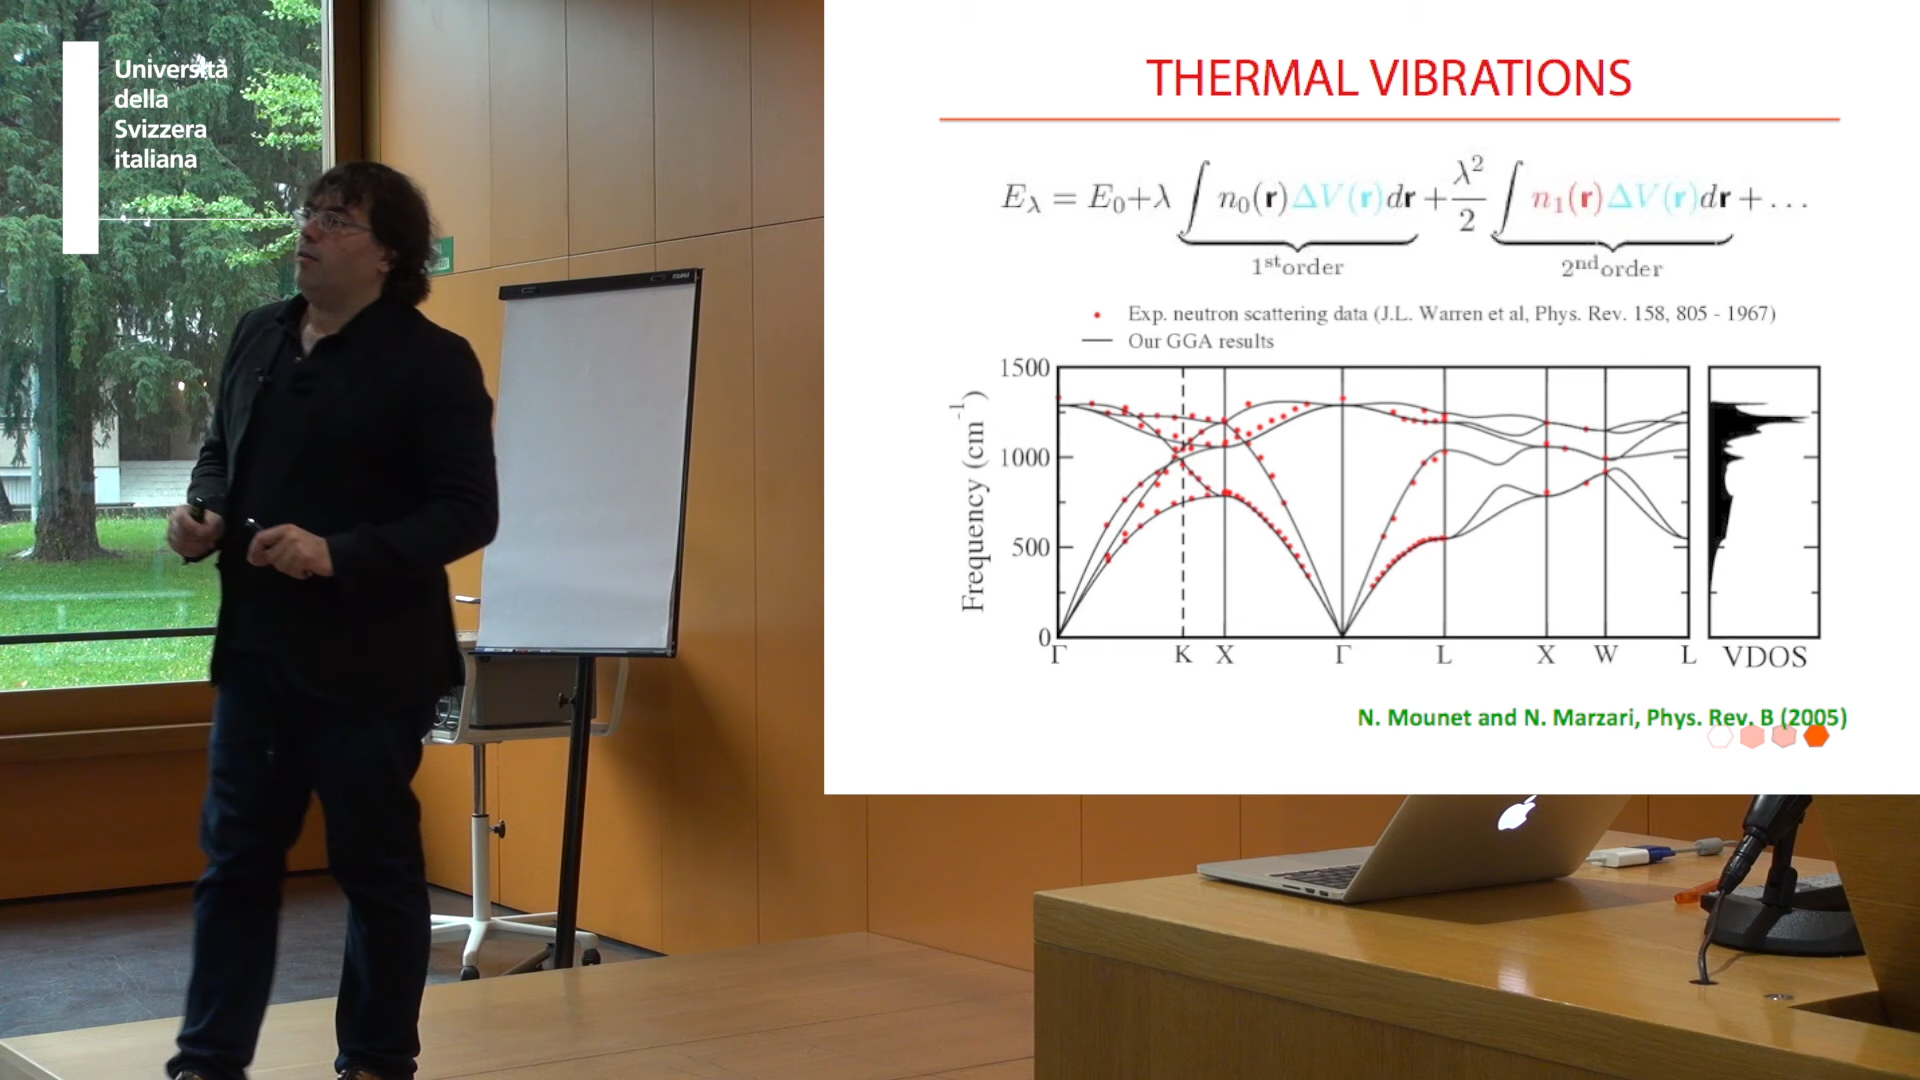 Università
della
Svizzera
italiana
THERMAL VIBRATIONS
E_λ = E_0 + λ ∫ n_0(r)ΔV(r)dr + λ²/2 ∫ n_1(r)ΔV(r)dr + ...
1st order
2nd order
Exp. neutron scattering data (J.L. Warren et al, Phys. Rev. 158, 805 - 1967)
Our GGA results
Frequency (cm⁻¹)
1500
1000
500
0
Γ K X Γ L X W L VDOS
N. Mounet and N. Marzari, Phys. Rev. B (2005)